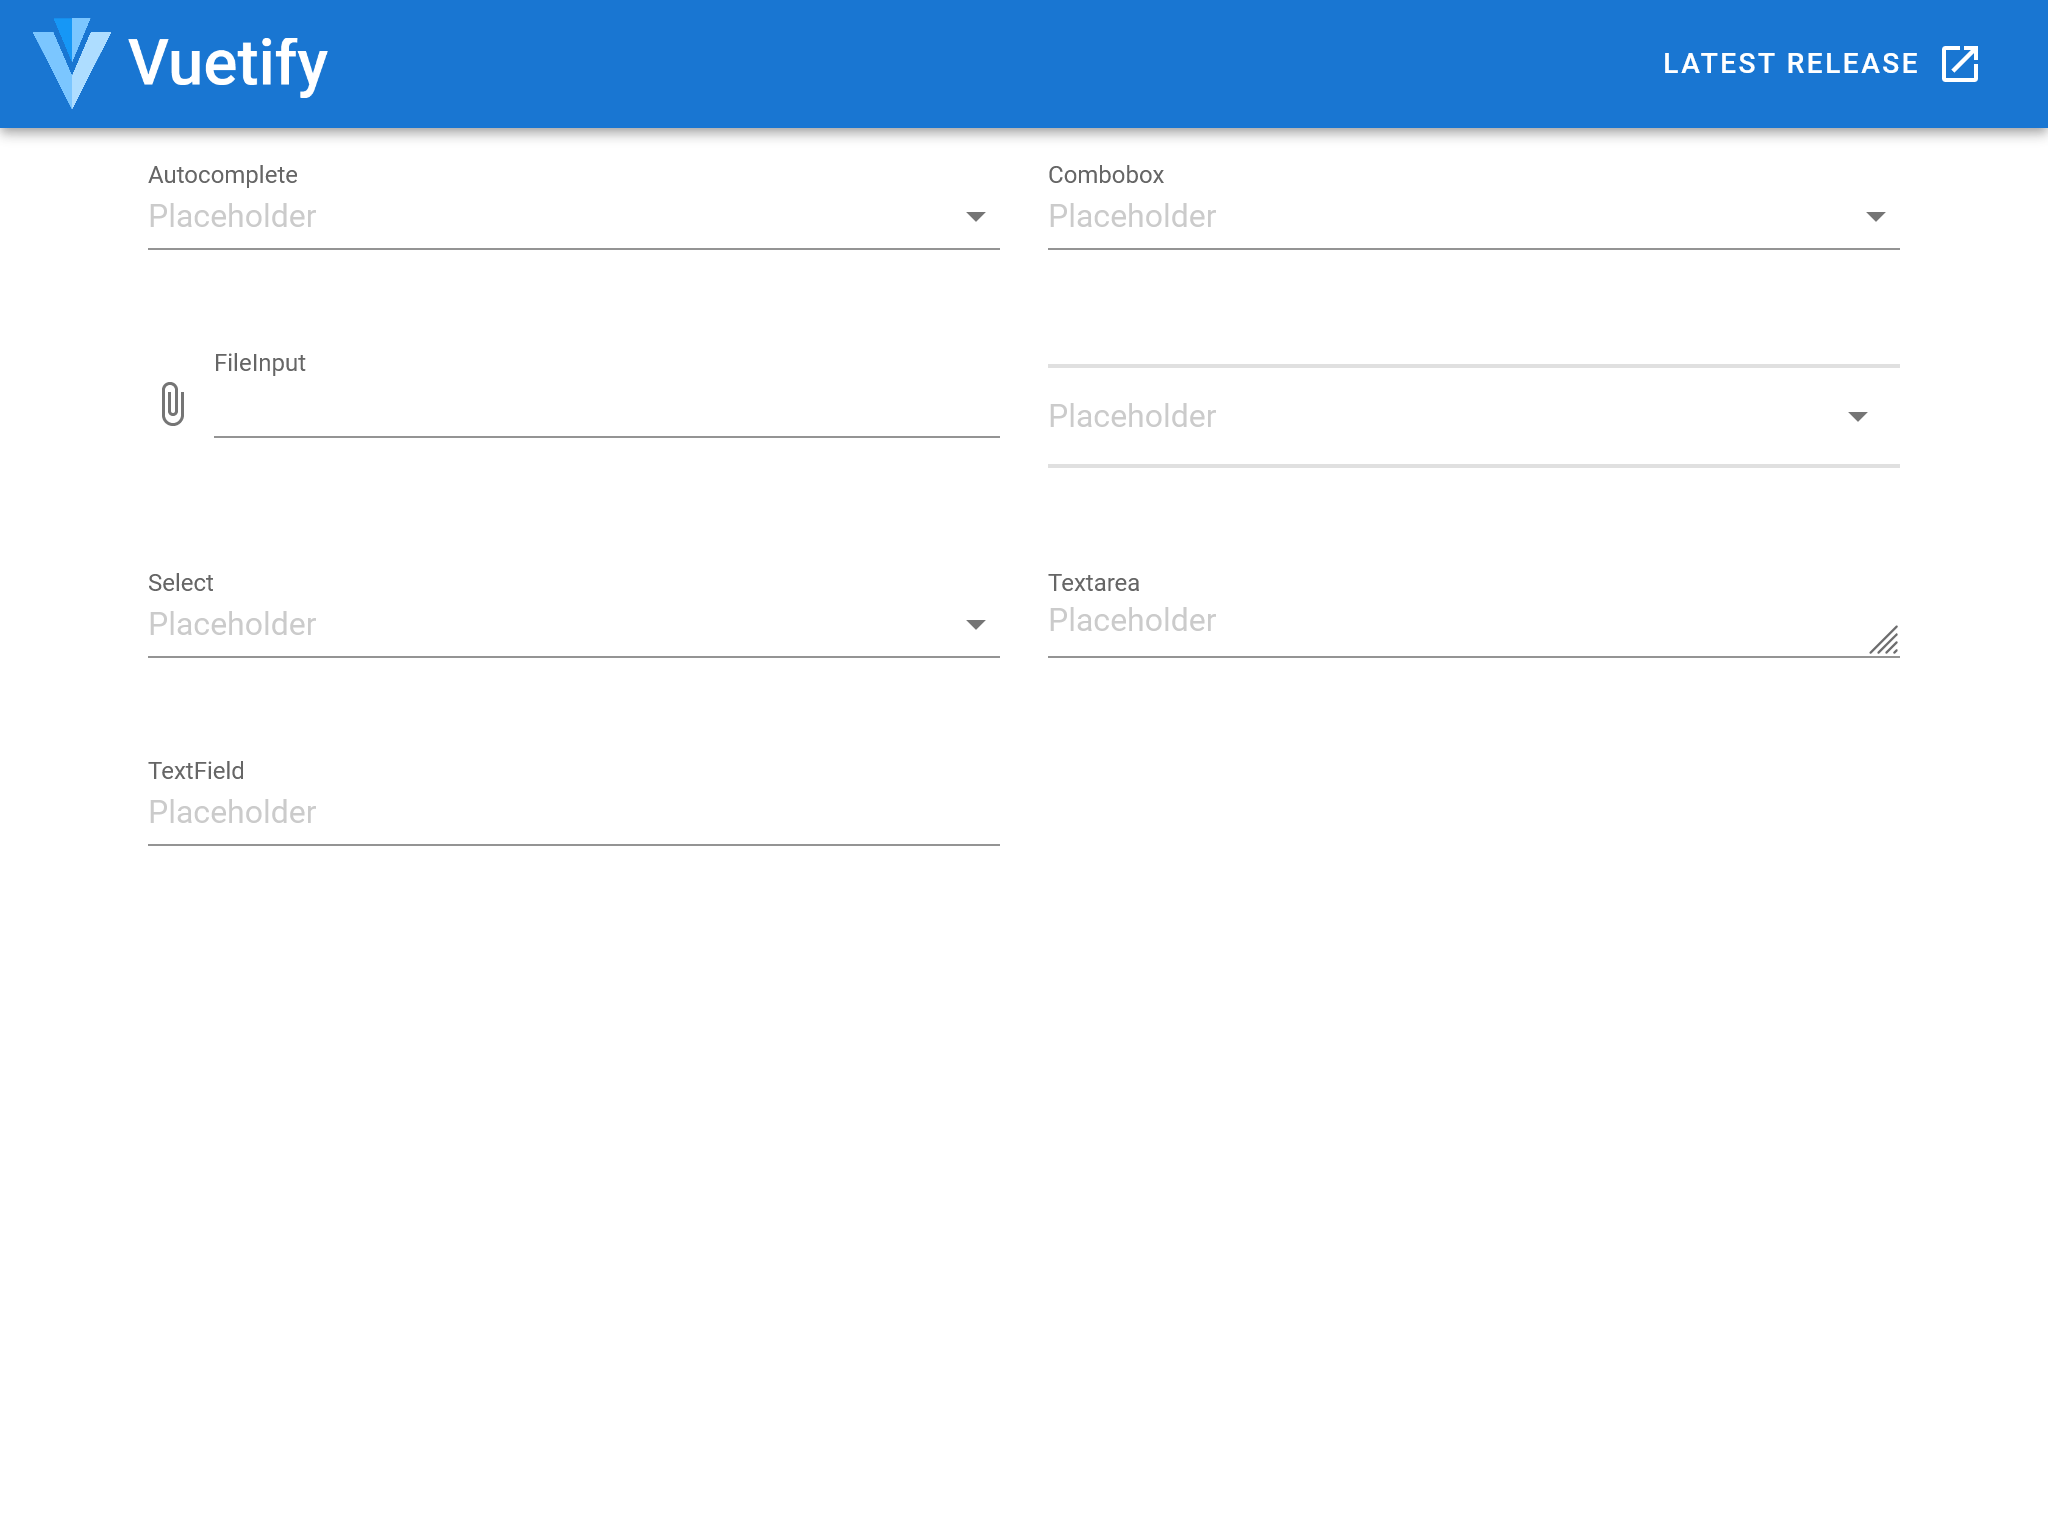 Vuetify
LATEST RELEASE
Autocomplete
Placeholder
Combobox
Placeholder
FileInput
Placeholder
Select
Placeholder
Textarea
Placeholder
TextField
Placeholder